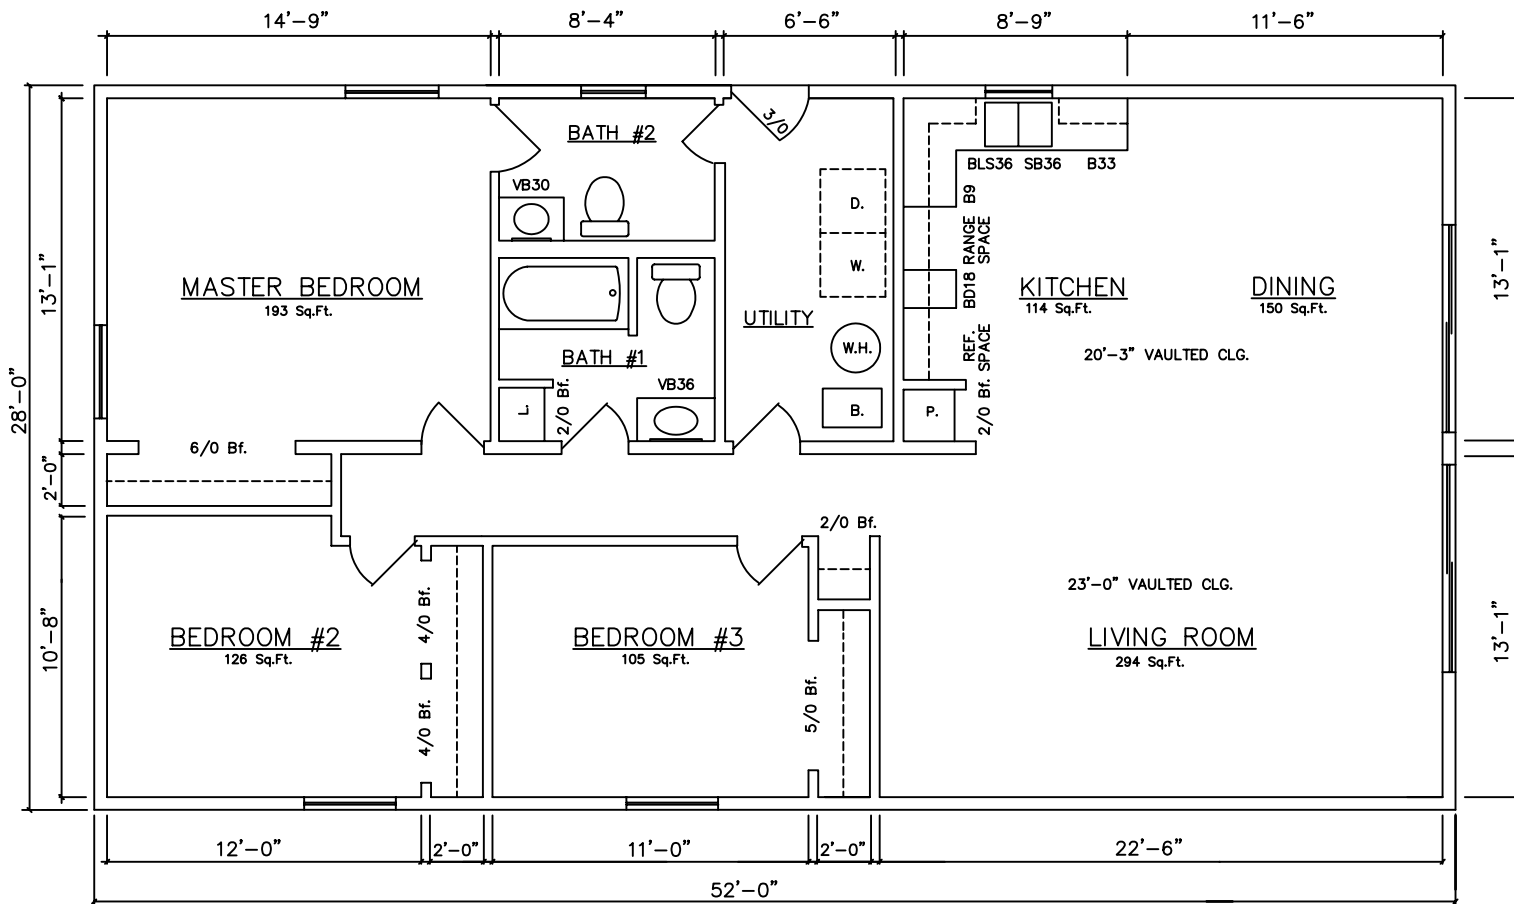 14'-9"
8'-4"
6'-6"
8'-9"
11'-6"
28'-0"
13'-1"
2'-0"
10'-8"
13'-1"
13'-1"
MASTER BEDROOM
193 Sq.Ft.
6/0 Bf.
BATH #2
VB30
3/0
BATH #1
L.
2/0 Bf.
VB36
UTILITY
D.
W.
W.H.
B.
BLS36
SB36
B33
B9
RANGE SPACE
BD18
REF. SPACE
P.
2/0 Bf.
KITCHEN
114 Sq.Ft.
DINING
150 Sq.Ft.
20'-3" VAULTED CLG.
2/0 Bf.
23'-0" VAULTED CLG.
BEDROOM #2
126 Sq.Ft.
4/0 Bf.
4/0 Bf.
BEDROOM #3
105 Sq.Ft.
5/0 Bf.
LIVING ROOM
294 Sq.Ft.
12'-0"
2'-0"
11'-0"
2'-0"
22'-6"
52'-0"